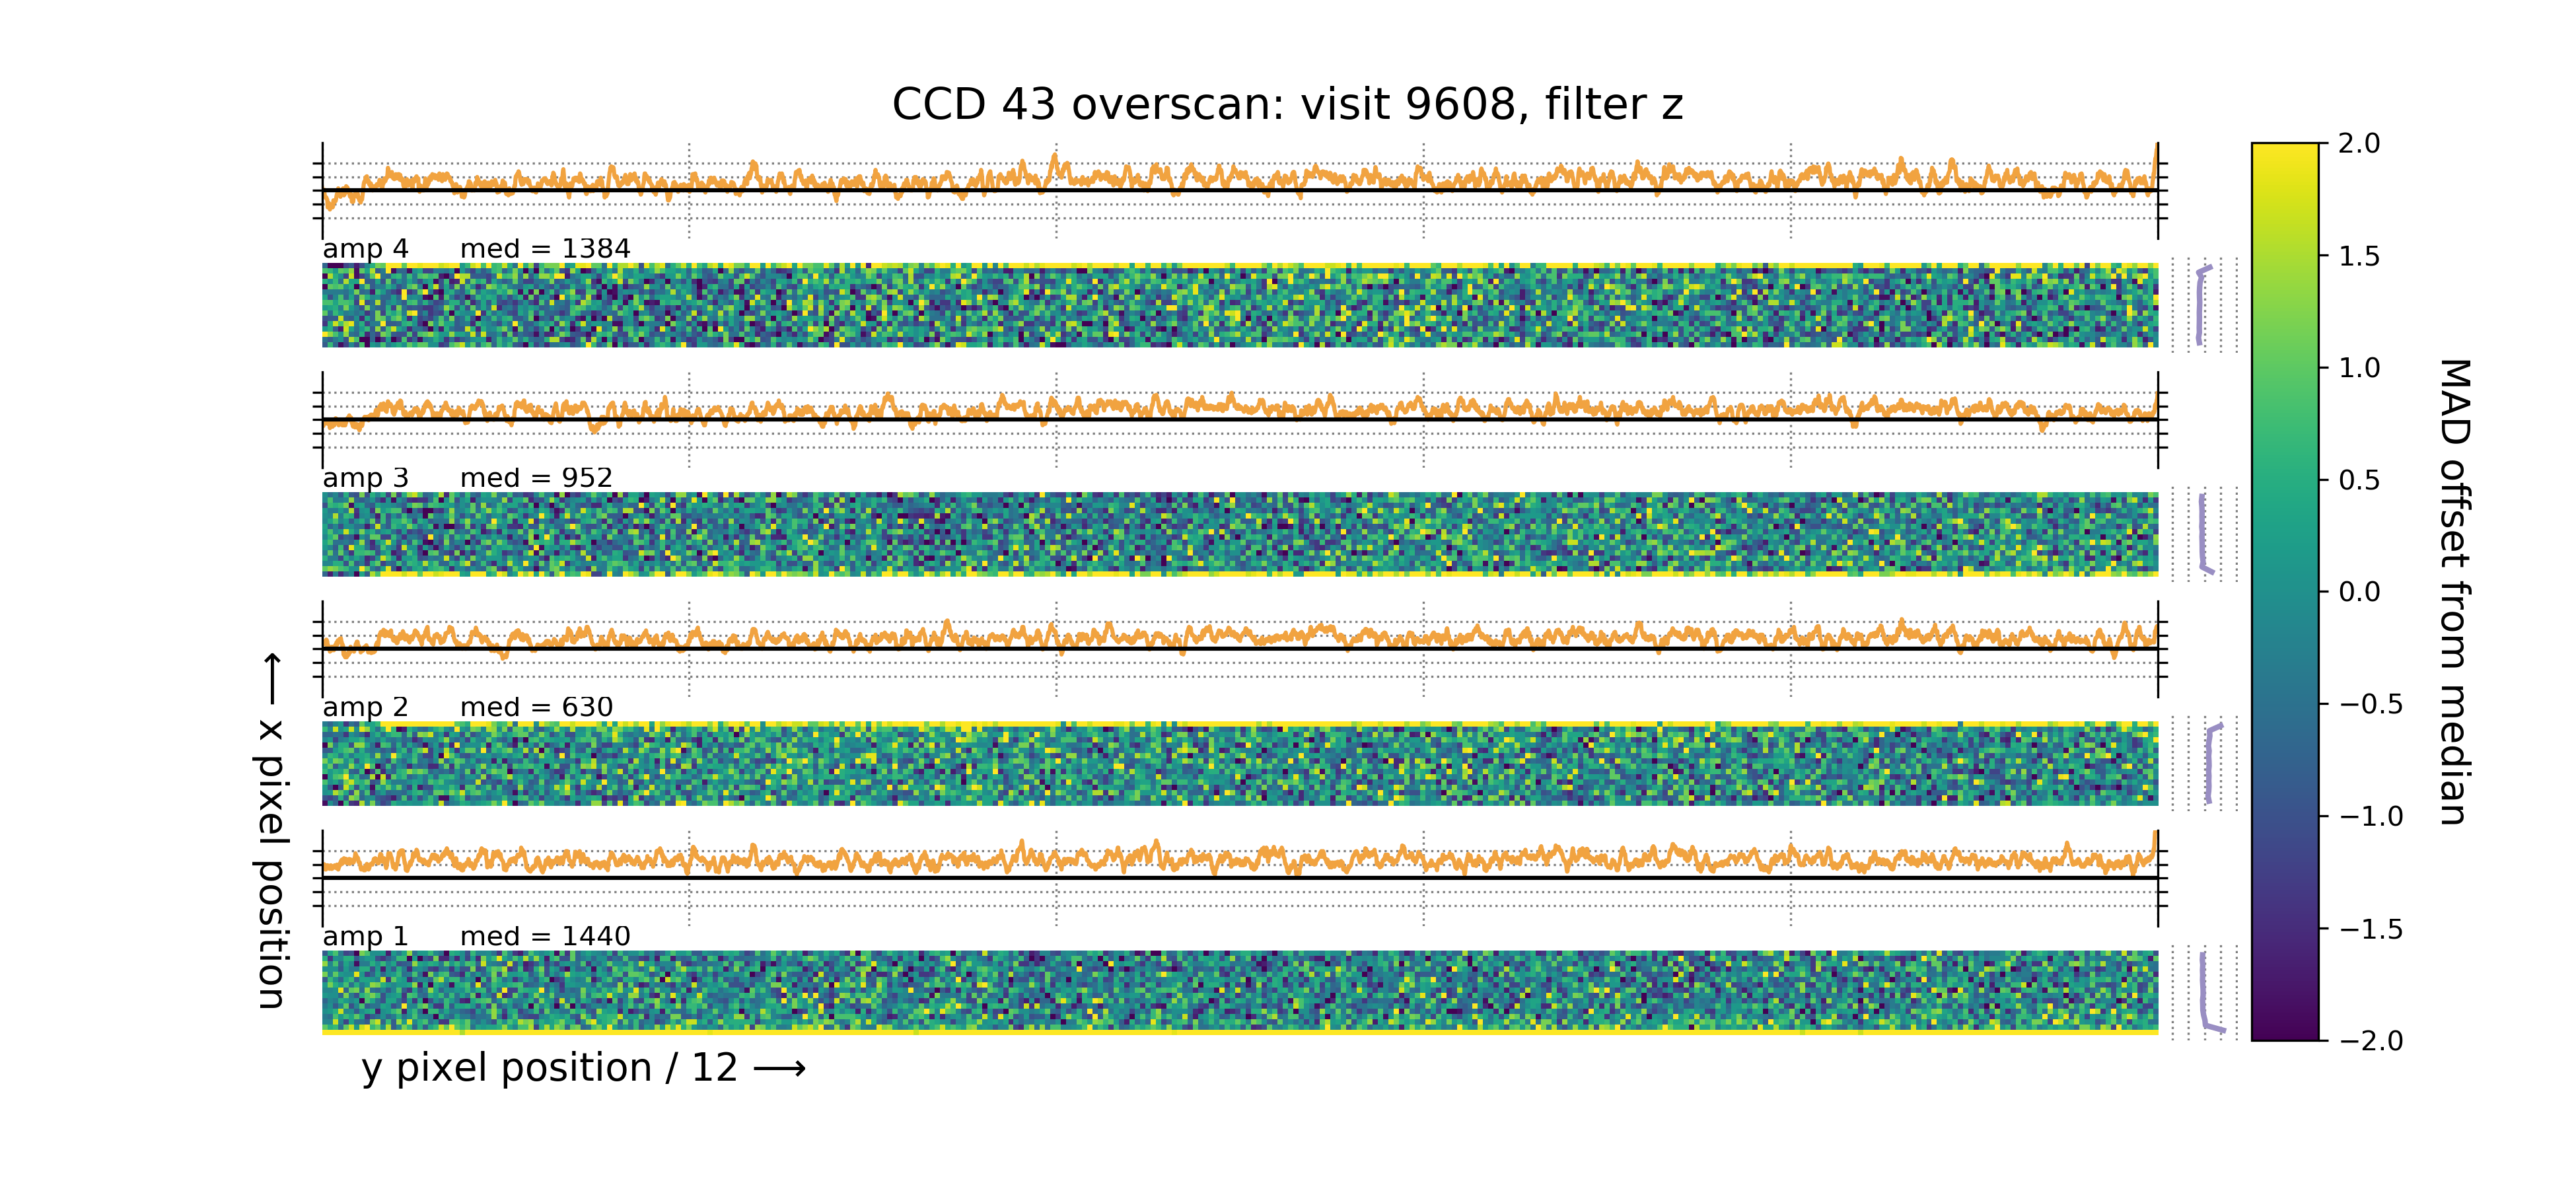 CCD 43 overscan: visit 9608, filter z
amp 4 med = 1384
amp 3 med = 952
amp 2 med = 630
amp 1 med = 1440
⟵ x pixel position ⟶
y pixel position / 12 ⟶
2.0
1.5
1.0
0.5
0.0
−0.5
−1.0
−1.5
−2.0
MAD offset from median